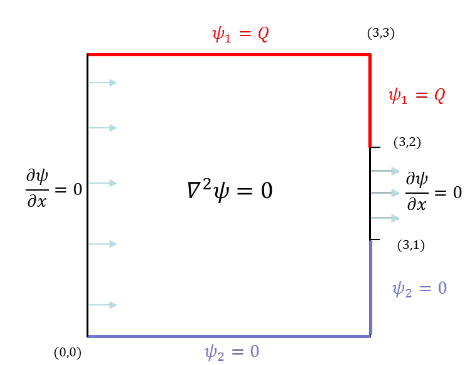 ψ₁ = Q
(3,3)
ψ₁ = Q
(3,2)
∂ψ/∂x = 0
∇²ψ = 0
∂ψ/∂x = 0
(3,1)
ψ₂ = 0
(0,0)
ψ₂ = 0